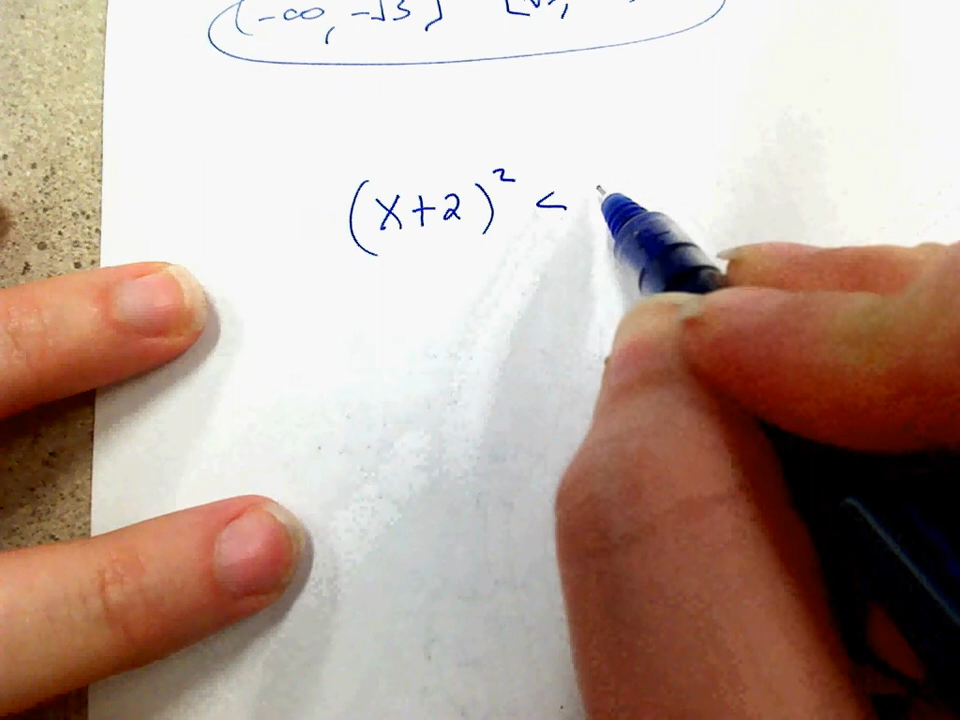 (-∞, -√3]
(x+2)² <